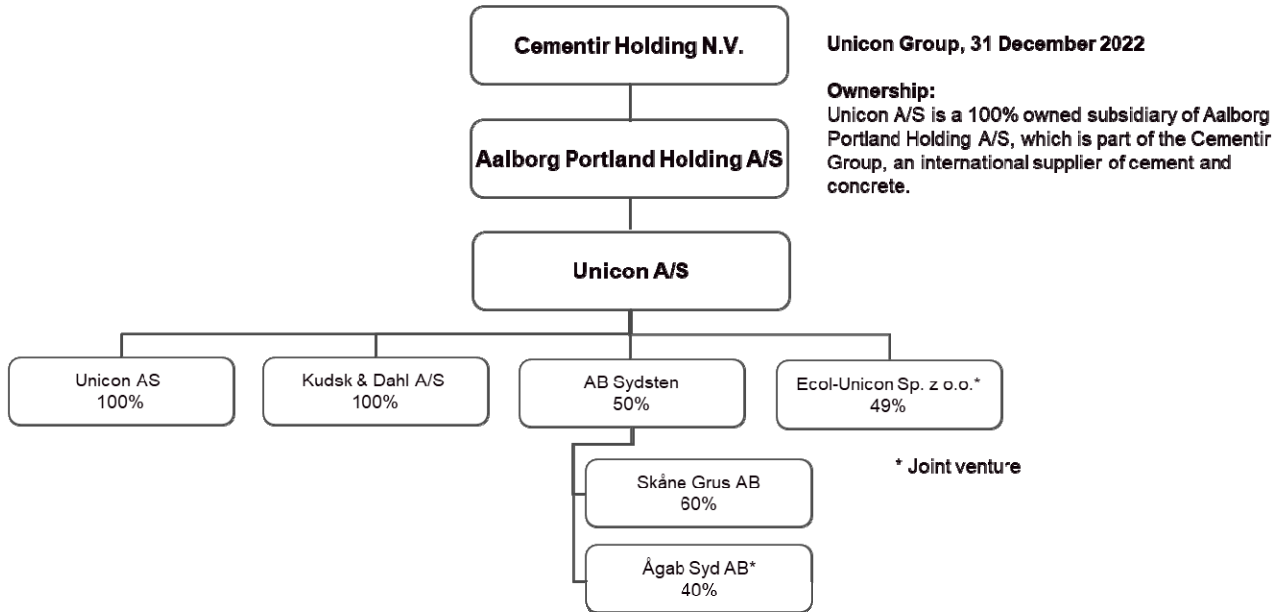 Cementir Holding N.V.
Unicon Group, 31 December 2022
Ownership:
Unicon A/S is a 100% owned subsidiary of Aalborg
Portland Holding A/S, which is part of the Cementir
Group, an international supplier of cement and
concrete.
Aalborg Portland Holding A/S
Unicon A/S
Unicon AS
100%
Kudsk & Dahl A/S
100%
AB Sydsten
50%
Ecol-Unicon Sp. z o.o.*
49%
* Joint venture
Skåne Grus AB
60%
Ågab Syd AB*
40%